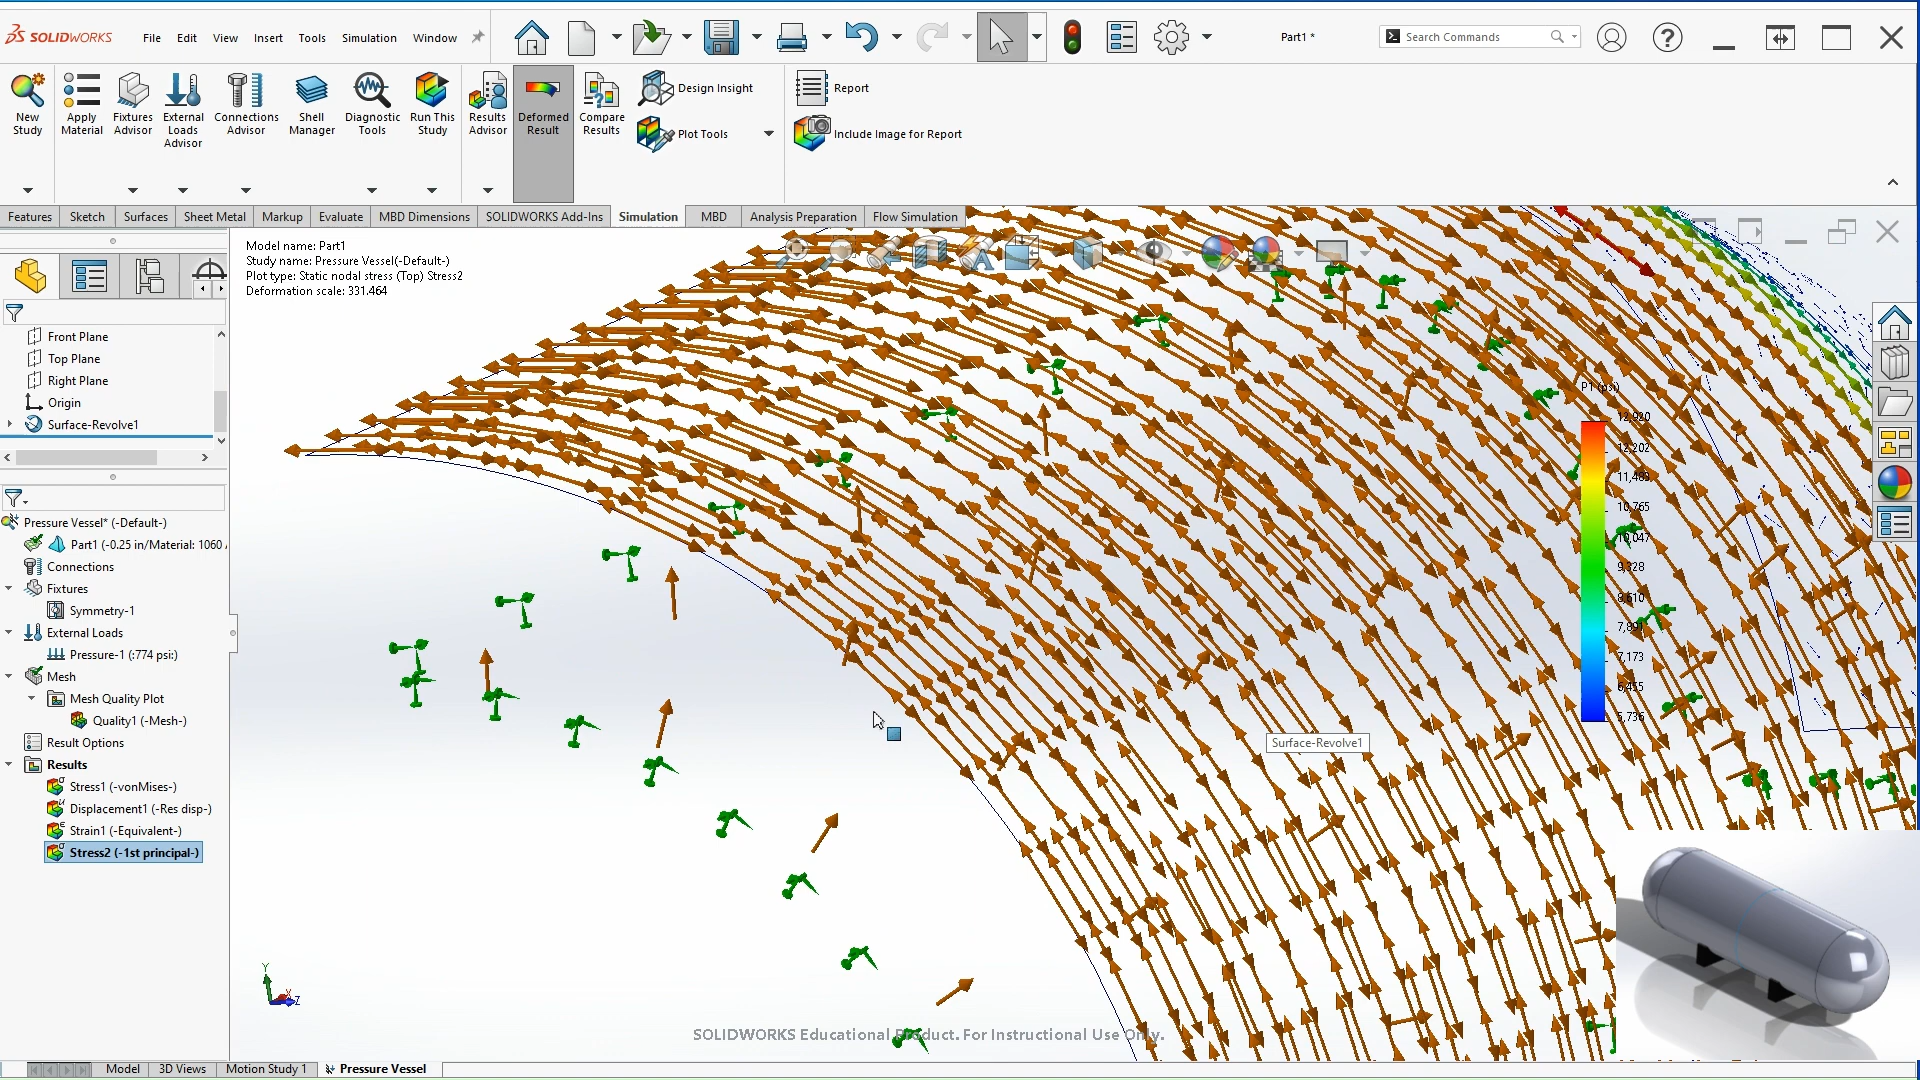 SOLIDWORKS
File Edit View Insert Tools Simulation Window
Part1 *
Search Commands
New Study
Apply Material
Fixtures Advisor
External Loads Advisor
Connections Advisor
Shell Manager
Diagnostic Tools
Run This Study
Results Advisor
Deformed Result
Compare Results
Design Insight
Plot Tools
Report
Include Image for Report
Features Sketch Surfaces Sheet Metal Markup Evaluate MBD Dimensions SOLIDWORKS Add-Ins Simulation MBD Analysis Preparation Flow Simulation
Model name: Part1
Study name: Pressure Vessel(-Default-)
Plot type: Static nodal stress (Top) Stress2
Deformation scale: 331.464
Front Plane
Top Plane
Right Plane
Origin
Surface-Revolve1
Pressure Vessel* (-Default-)
Part1 (-0.25 in/Material: 1060
Connections
Fixtures
Symmetry-1
External Loads
Pressure-1 (:774 psi:)
Mesh
Mesh Quality Plot
Quality1 (-Mesh-)
Result Options
Results
Stress1 (-vonMises-)
Displacement1 (-Res disp-)
Strain1 (-Equivalent-)
Stress2 (-1st principal-)
P1 (psi)
12,920
12,202
11,483
10,765
10,047
9,328
8,610
7,891
7,173
6,455
5,736
Surface-Revolve1
Y
X
Z
SOLIDWORKS Educational Product. For Instructional Use Only.
Model 3D Views Motion Study 1 Pressure Vessel